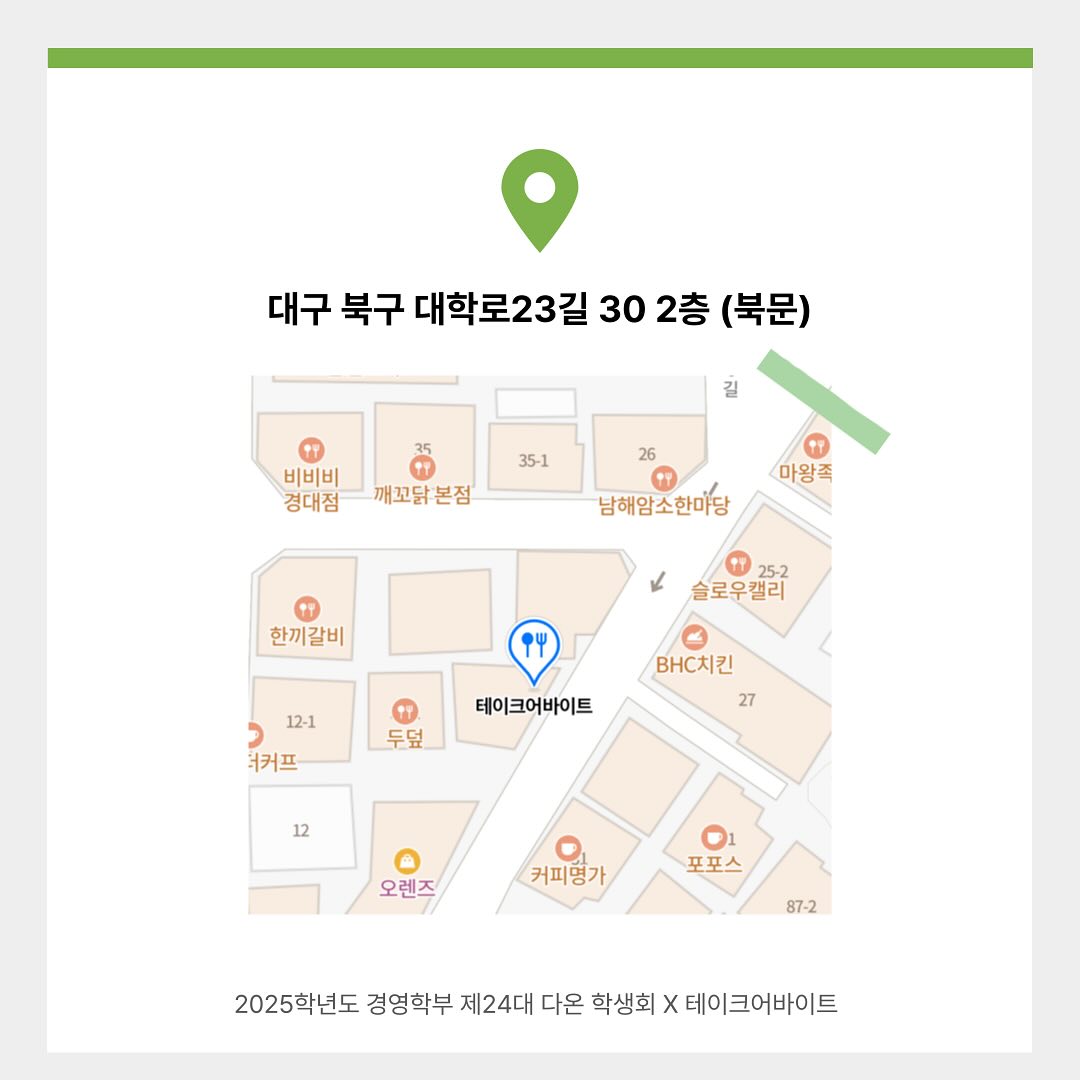 대구 북구 대학로23길 30 2층 (북문)
길
35
35-1
26
비비비
경대점
깨꼬닭 본점
남해암소한마당
마왕족
25-2
슬로우캘리
한끼갈비
BHC치킨
27
테이크어바이트
12-1
두덮
더커프
12
1
포포스
커피명가
오렌즈
87-2
2025학년도 경영학부 제24대 다온 학생회 X 테이크어바이트